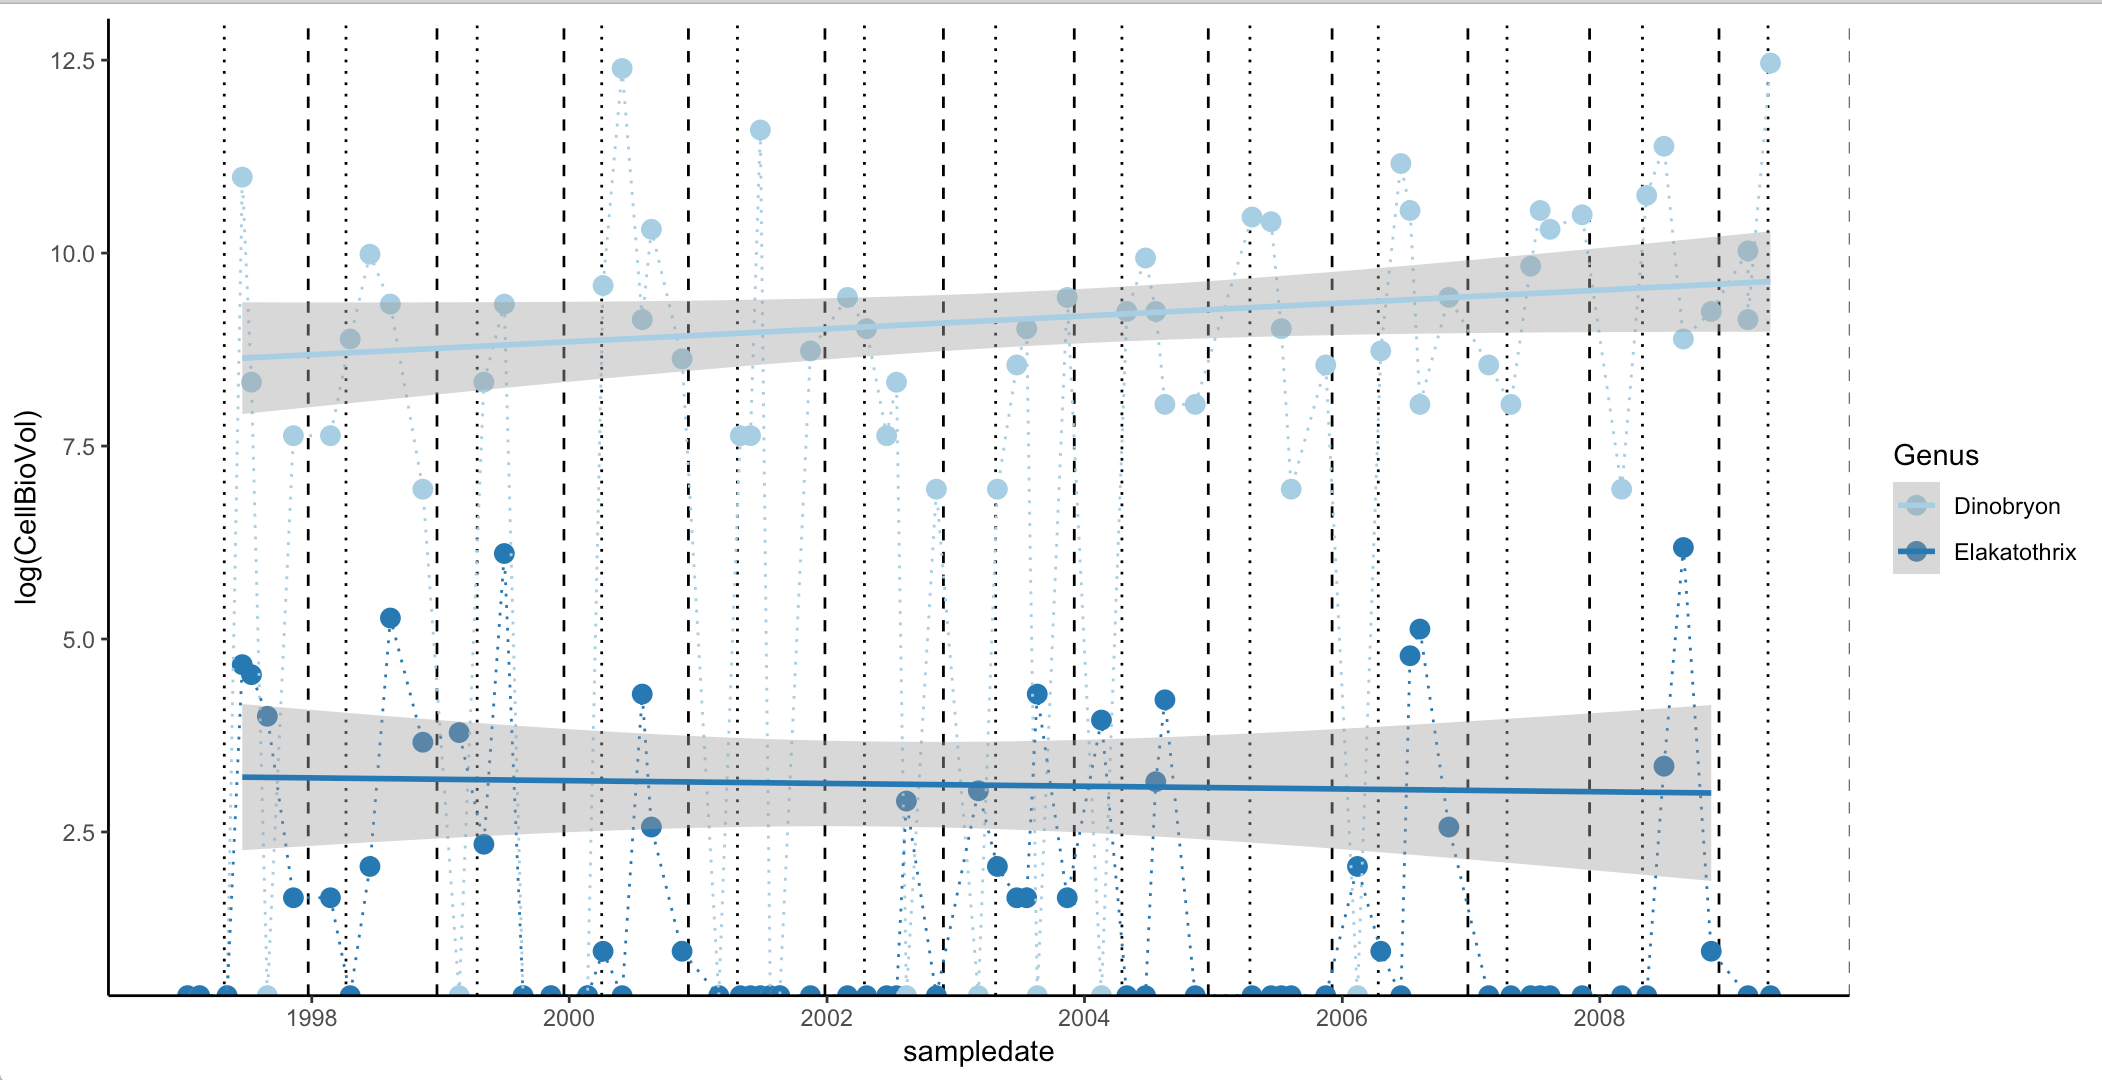 12.5
10.0
7.5
5.0
2.5
log(CellBioVol)
1998 2000 2002 2004 2006 2008
sampledate
Genus
Dinobryon
Elakatothrix